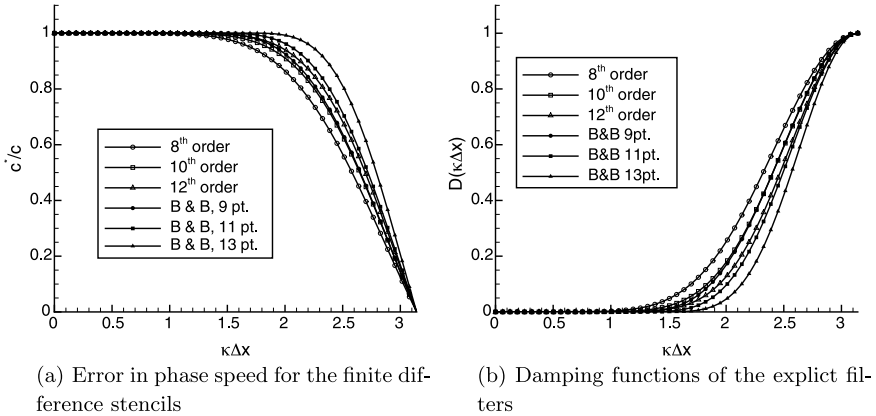 c*/c
1
0.8
0.6
0.4
0.2
0
0 0.5 1 1.5 2 2.5 3
κΔx
8th order
10th order
12th order
B & B, 9 pt.
B & B, 11 pt.
B & B, 13 pt.
(a) Error in phase speed for the finite dif-
ference stencils
D(κΔx)
1
0.8
0.6
0.4
0.2
0
0 0.5 1 1.5 2 2.5 3
κΔx
8th order
10th order
12th order
B&B 9pt.
B&B 11pt.
B&B 13pt.
(b) Damping functions of the explict fil-
ters